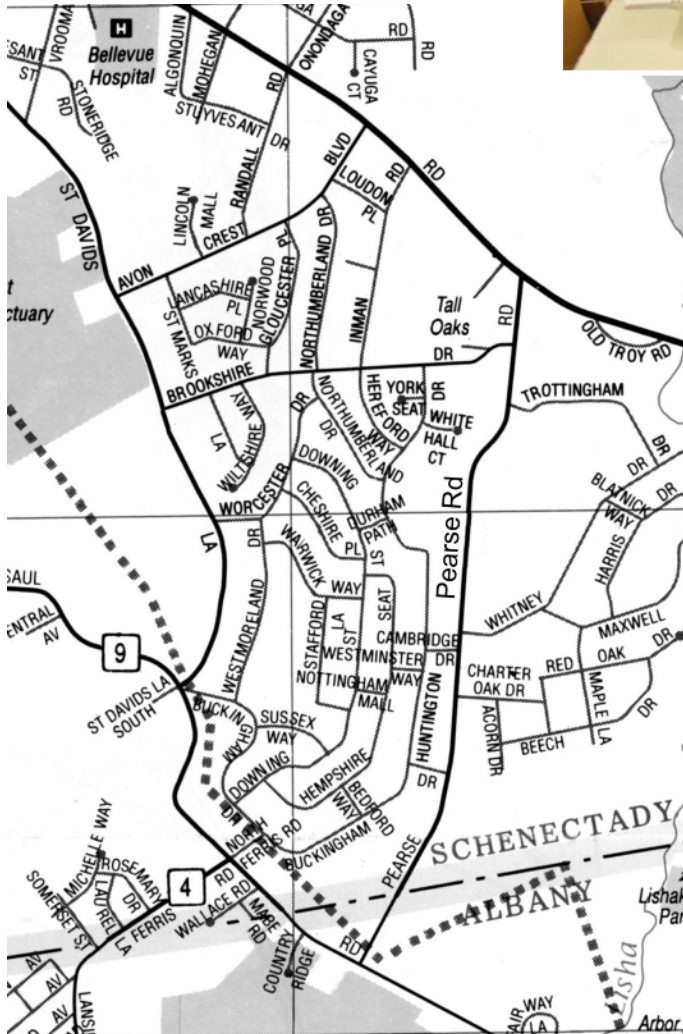 VROOMA
H
Bellevue
Hospital
ALGONQUIN
MOHEGAN
ONONDAGA
RD
RD
CAYUGA
CT
ST
STONERIDGE
RD
STUYVESANT
DR
RANDALL
RD
BLVD
LOUDON
PL
RD
RD
ST DAVIDS
LINCOLN
MALL
CREST
AVON
LANCASHIRE
PL
NORWOOD
GLOUCESTER PL
NORTHUMBERLAND DR
INMAN
ST MARKS
OXFORD
WAY
Tall
Oaks
RD
OLD TROY RD
BROOKSHIRE
DR
YORK
SEAT
DR
WHITE
HALL
CT
HEREFORD
WAY
TROTTINGHAM
DR
LA
WILTSHIRE
WAY
NORTHUMBERLAND
DR
DOWNING
WORCESTER
DR
BLATNICK
WAY
DR
DR
CHESHIRE
PL
DURHAM
PATH
Pearse Rd
HARRIS
LA
DR
WARWICK
WAY
ST
SEAT
SAUL
ENTRAL
AV
9
WESTMORELAND
STAFFORD
LA
ST
CAMBRIDGE
DR
WESTMINSTER
WAY
WHITNEY
MAXWELL
DR
RED
OAK
ST DAVIDS LA
SOUTH
BUCKINGHAM
DR
NOTTINGHAM
MALL
HUNTINGTON
DR
CHARTER
OAK DR
ACORN DR
MAPLE LA
BEECH
DR
SUSSEX
WAY
DOWNING
HEMPSHIRE
BEDFORD
WAY
BUCKINGHAM
MICHELLE WAY
ROSEMARY
DR
LAUREL LA
SOMERSET ST
4
NORTH
FERRIS RD
FERRIS
RD
WALLACE RD
MABE
RD
PEARSE
RD
SCHENECTADY
ALBANY
COUNTRY
RIDGE
AV
AV
AV
WAY
LA
Lisha
Arbor